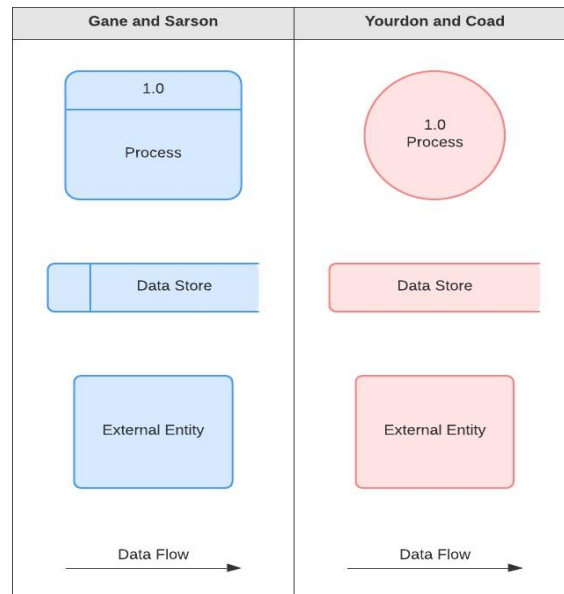 Gane and Sarson
Yourdon and Coad
1.0
Process
1.0
Process
Data Store
Data Store
External Entity
External Entity
Data Flow
Data Flow